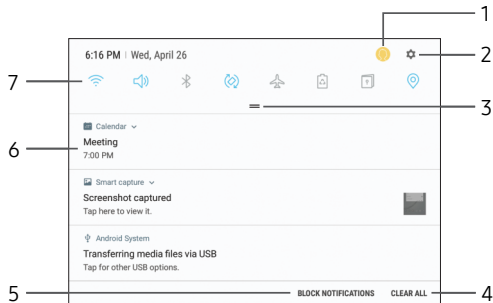 1
6:16 PM | Wed, April 26
2
7
3
Calendar
6
Meeting
7:00 PM
Smart capture
Screenshot captured
Tap here to view it.
Android System
Transferring media files via USB
Tap for other USB options.
5
BLOCK NOTIFICATIONS CLEAR ALL
4